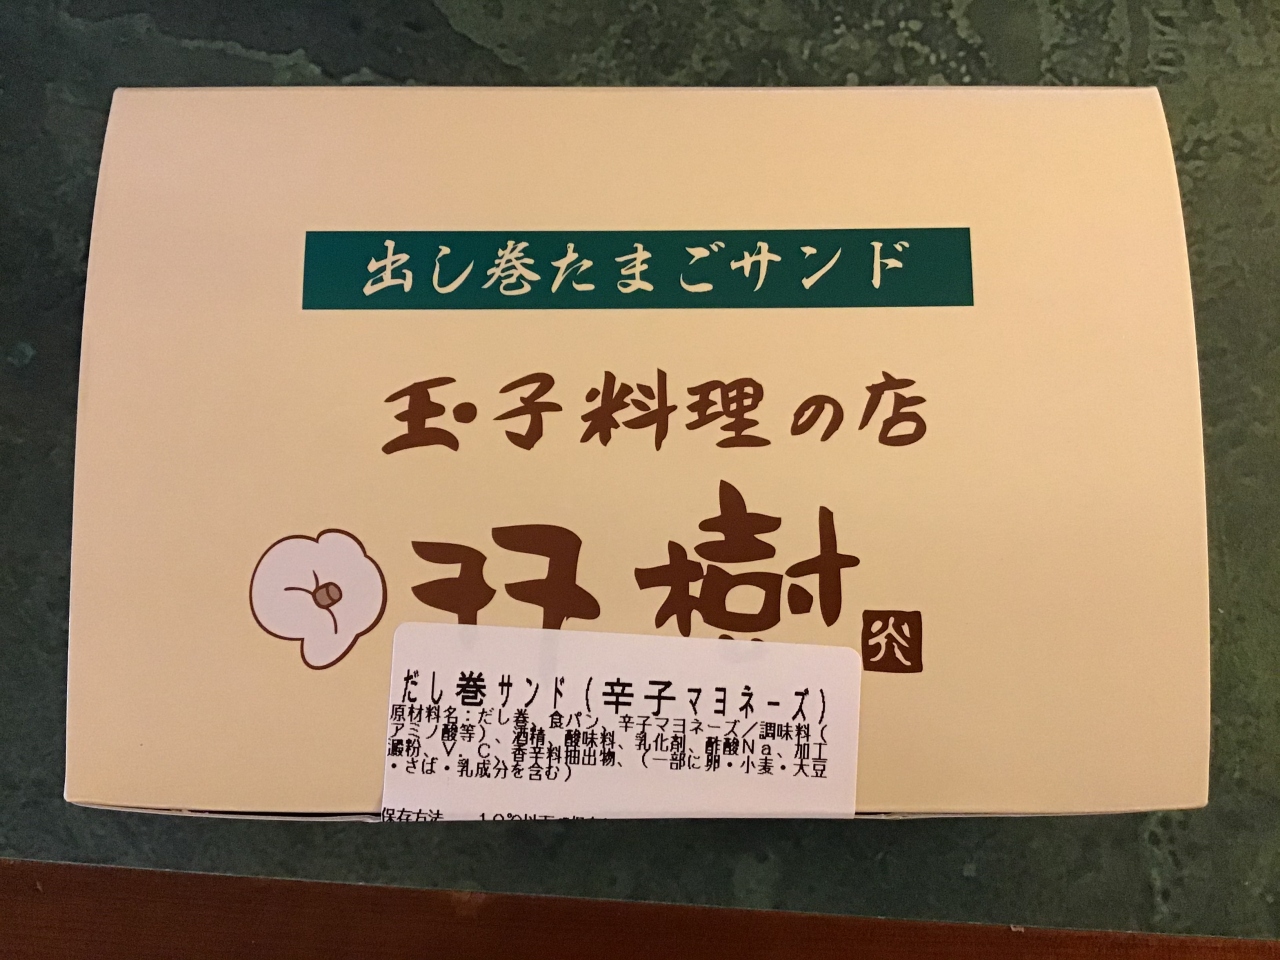 出し巻たまごサンド
玉子料理の店
双樹
だし巻サンド(辛子マヨネーズ)
原材料名:だし巻、食パン、辛子マヨネーズ/調味料(
アミノ酸等)、酒精、酸味料、乳化剤、酢酸Na、加工
澱粉、V.C、香辛料抽出物、(一部に卵・小麦・大豆
・さば・乳成分を含む)
保存方法 10℃以下